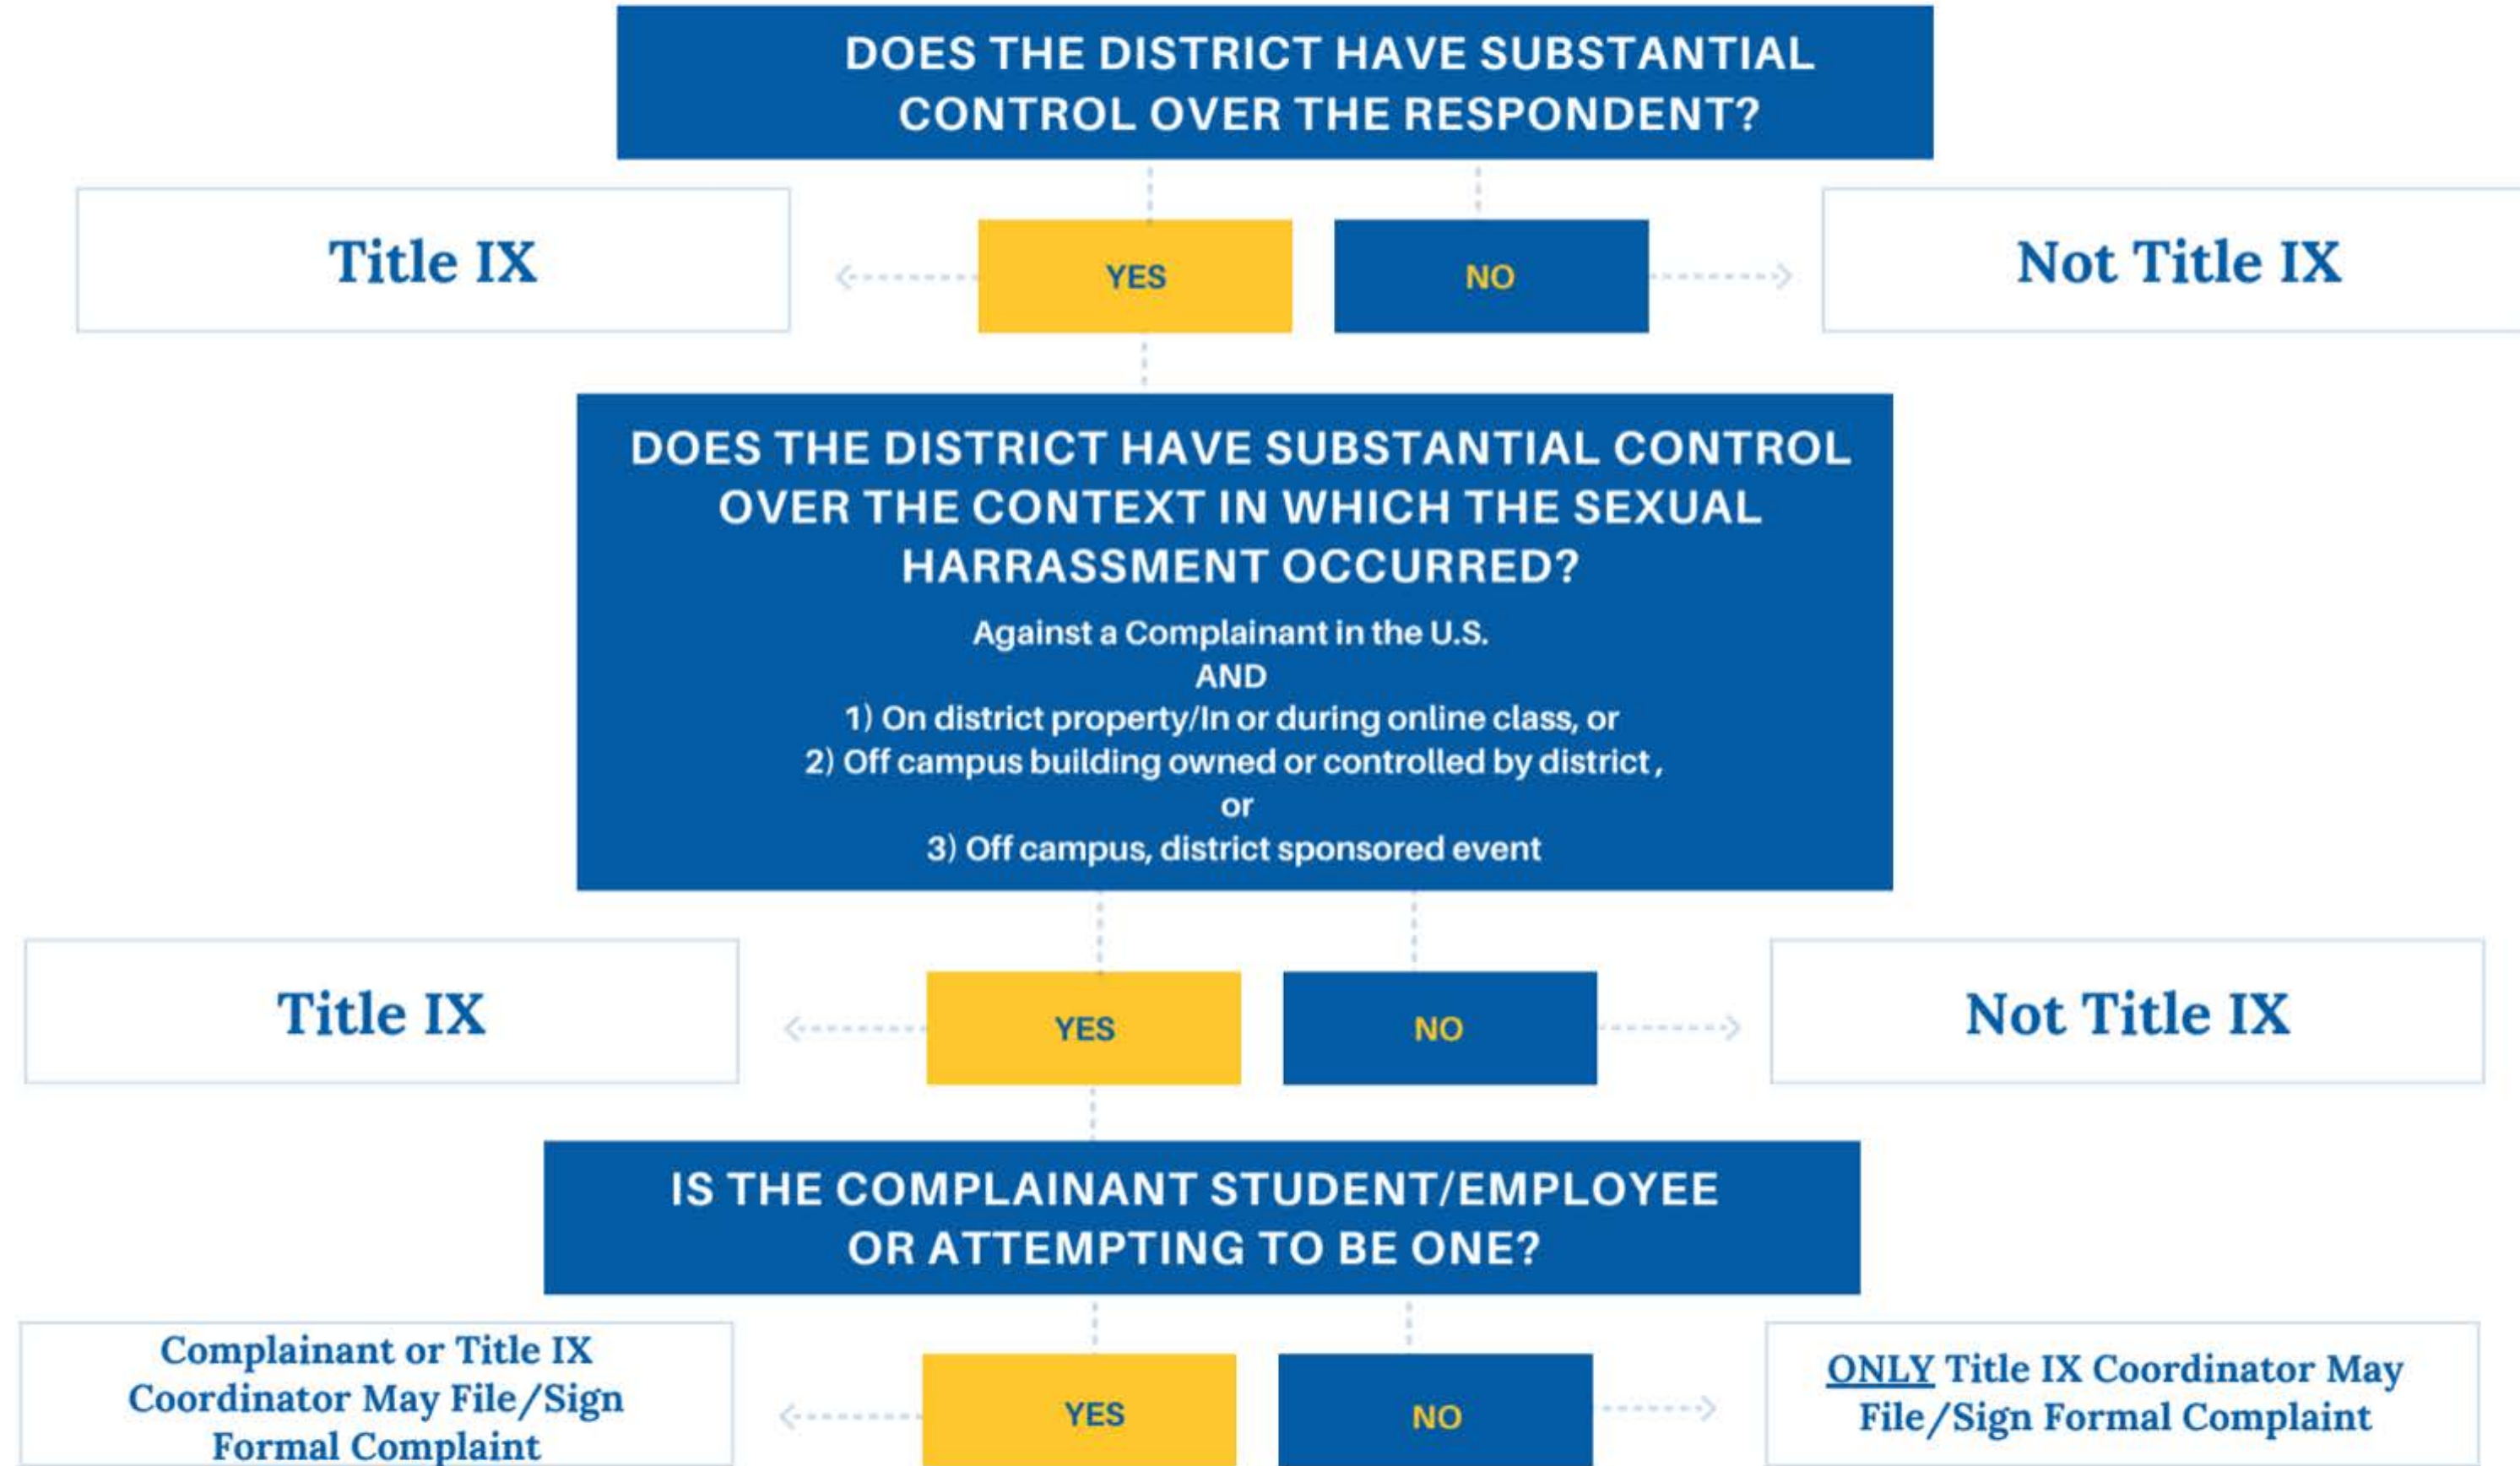 DOES THE DISTRICT HAVE SUBSTANTIAL
CONTROL OVER THE RESPONDENT?
Title IX
YES
NO
Not Title IX
DOES THE DISTRICT HAVE SUBSTANTIAL CONTROL
OVER THE CONTEXT IN WHICH THE SEXUAL
HARRASSMENT OCCURRED?
Against a Complainant in the U.S.
AND
1) On district property/In or during online class, or
2) Off campus building owned or controlled by district,
or
3) Off campus, district sponsored event
Title IX
YES
NO
Not Title IX
IS THE COMPLAINANT STUDENT/EMPLOYEE
OR ATTEMPTING TO BE ONE?
Complainant or Title IX
Coordinator May File/Sign
Formal Complaint
YES
NO
ONLY Title IX Coordinator May
File/Sign Formal Complaint